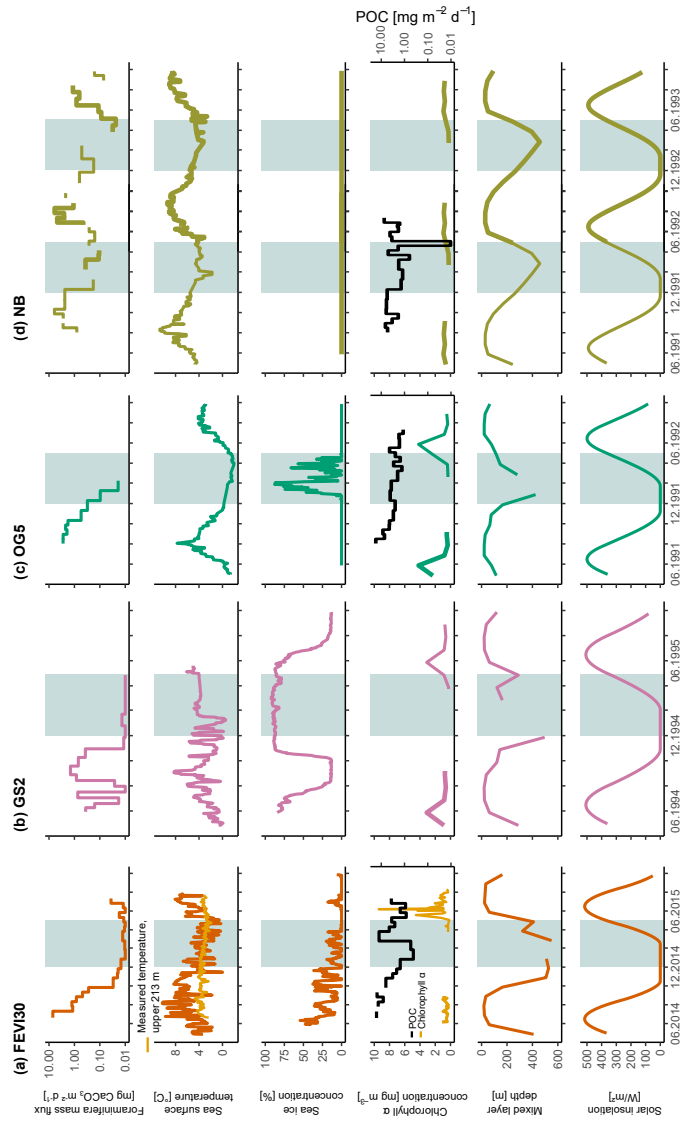 POC [mg m⁻² d⁻¹]
10.00 1.00 0.10 0.01
(a) FEVI30
(b) GS2
(c) OG5
(d) NB
Foraminifera mass flux
[mg CaCO₃ m⁻²d⁻¹]
10.00 1.00 0.10 0.01
Sea surface
temperature [°C]
8 4 0
Measured temperature,
upper 213 m
Sea ice
concentration [%]
100 75 50 25 0
Chlorophyll α
concentration [mg m⁻³]
10 8 6 4 2 0
POC
Chlorophyll α
Mixed layer
depth [m]
0 200 400 600
Solar insolation
[W/m²]
500 400 300 200 100 0
06.2014 12.2014 06.2015
06.1994 12.1994 06.1995
06.1991 12.1991 06.1992
06.1991 12.1991 06.1992 12.1992 06.1993